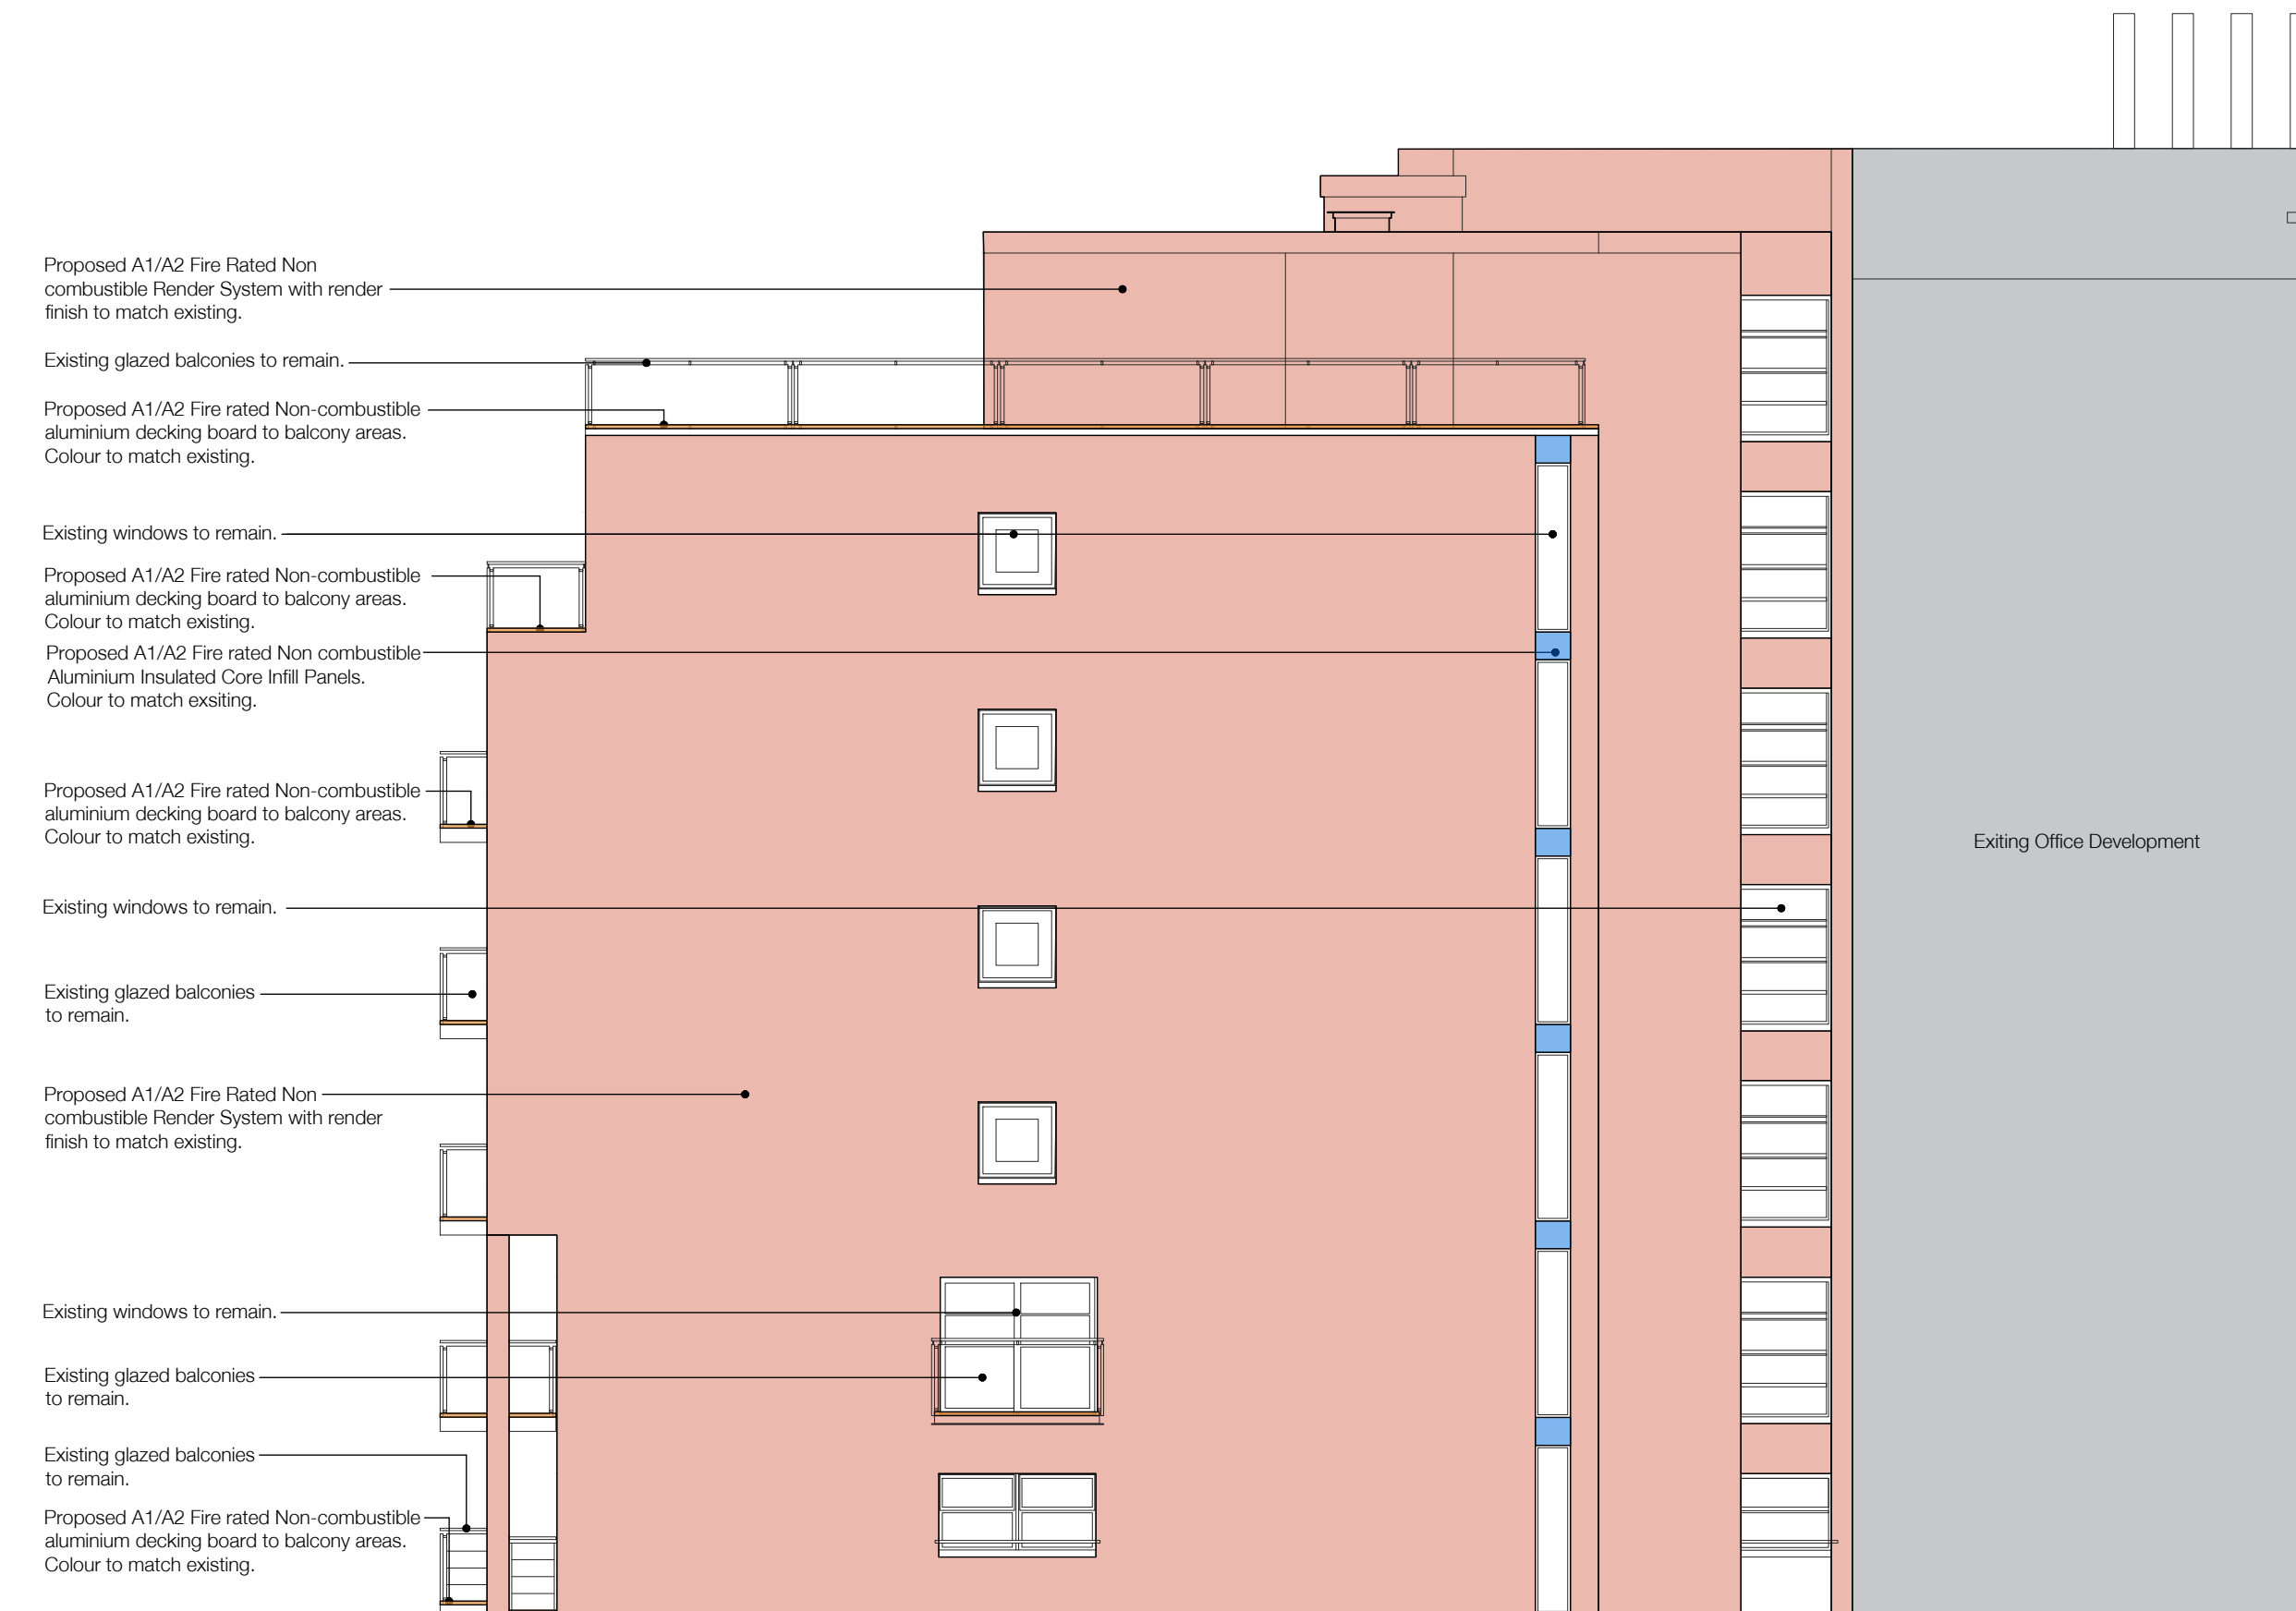 Proposed A1/A2 Fire Rated Non
combustible Render System with render
finish to match existing.
Existing glazed balconies to remain.
Proposed A1/A2 Fire rated Non-combustible
aluminium decking board to balcony areas.
Colour to match existing.
Existing windows to remain.
Proposed A1/A2 Fire rated Non-combustible
aluminium decking board to balcony areas.
Colour to match existing.
Proposed A1/A2 Fire rated Non combustible
Aluminium Insulated Core Infill Panels.
Colour to match exsiting.
Proposed A1/A2 Fire rated Non-combustible
aluminium decking board to balcony areas.
Colour to match existing.
Exiting Office Development
Existing windows to remain.
Existing glazed balconies
to remain.
Proposed A1/A2 Fire Rated Non
combustible Render System with render
finish to match existing.
Existing windows to remain.
Existing glazed balconies
to remain.
Existing glazed balconies
to remain.
Proposed A1/A2 Fire rated Non-combustible
aluminium decking board to balcony areas.
Colour to match existing.